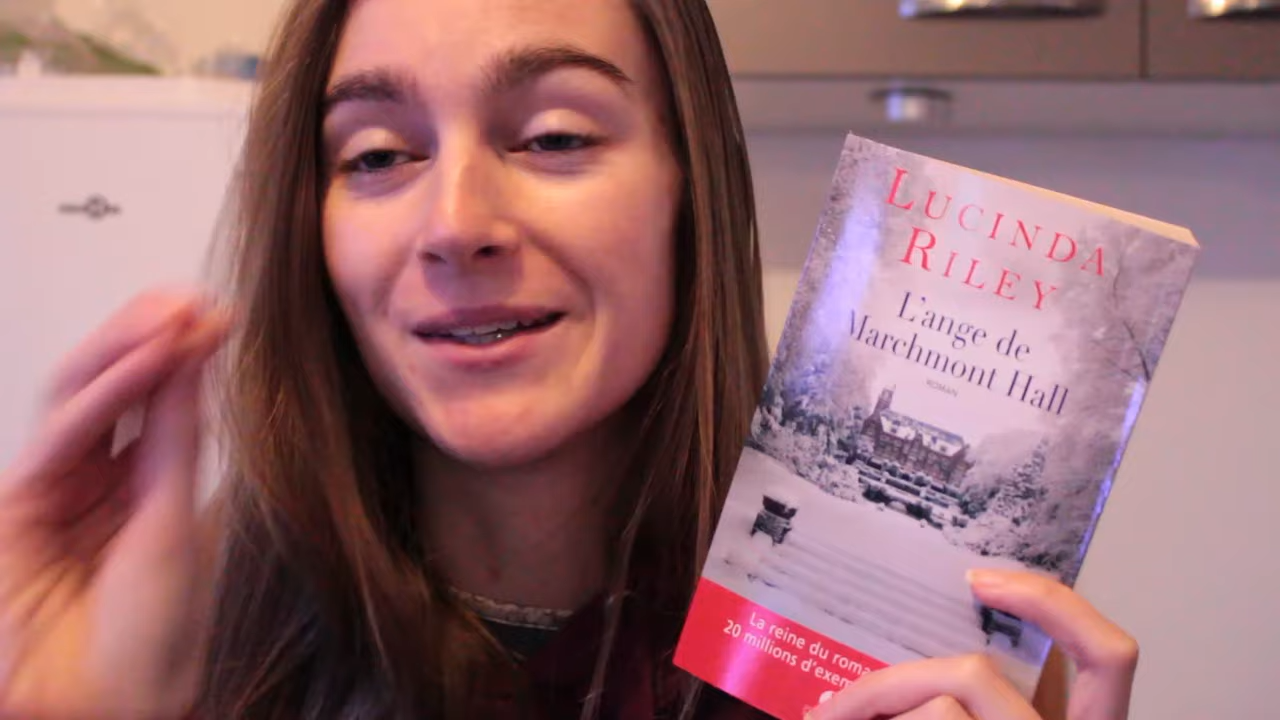 LUCINDA
RILEY
L'ange de
Marchmont Hall
ROMAN
La reine du roma
20 millions d'exem